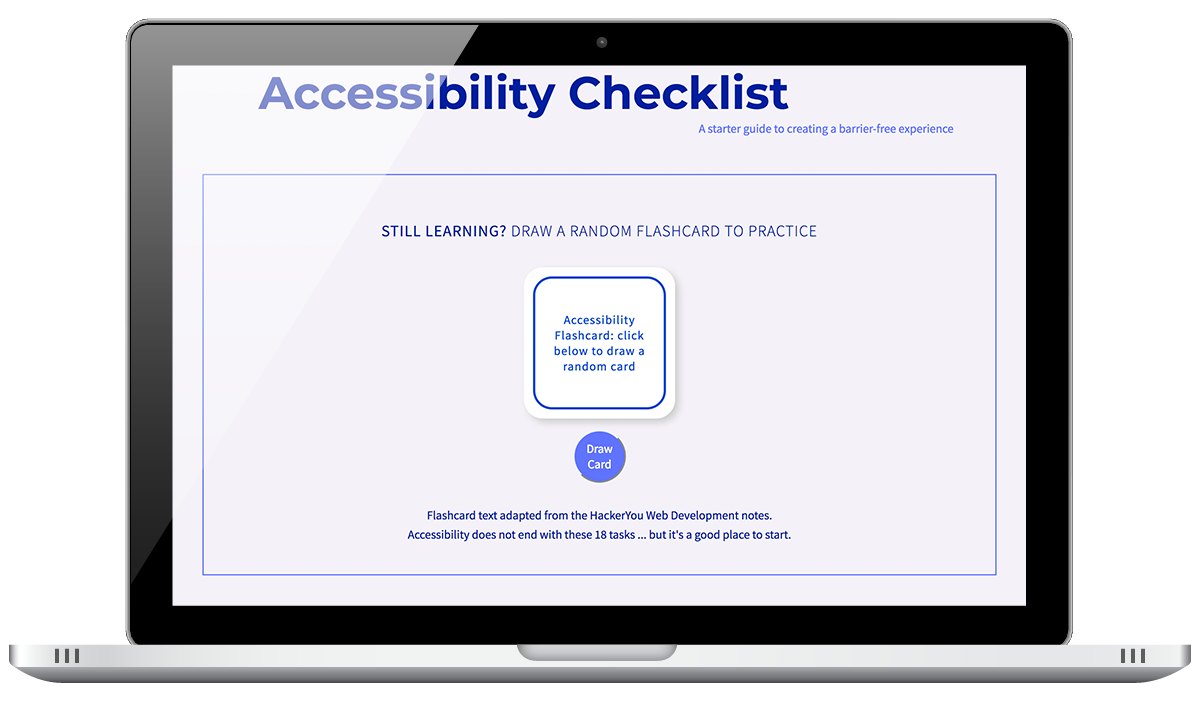 Accessibility Checklist
A starter guide to creating a barrier-free experience
STILL LEARNING? DRAW A RANDOM FLASHCARD TO PRACTICE
Accessibility
Flashcard: click
below to draw a
random card
Draw
Card
Flashcard text adapted from the HackerYou Web Development notes.
Accessibility does not end with these 18 tasks ... but it's a good place to start.